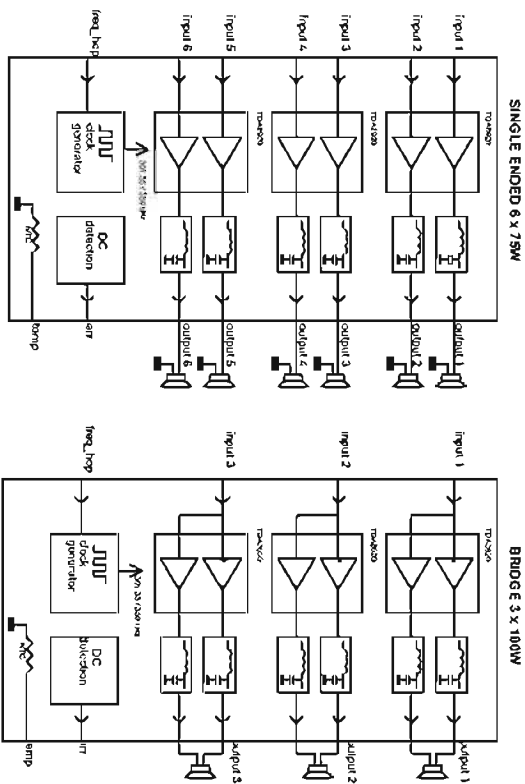 SINGLE ENDED 6 x 75W
input 1
input 2
input 3
input 4
input 5
input 6
freq_hop
clock
generator
DC
detection
NTC
output 1
output 2
output 3
output 4
output 5
output 6
err
temp
BRIDGE 3 x 100W
input 1
input 2
input 3
freq_hop
clock
generator
DC
detection
NTC
output 1
output 2
output 3
err
temp